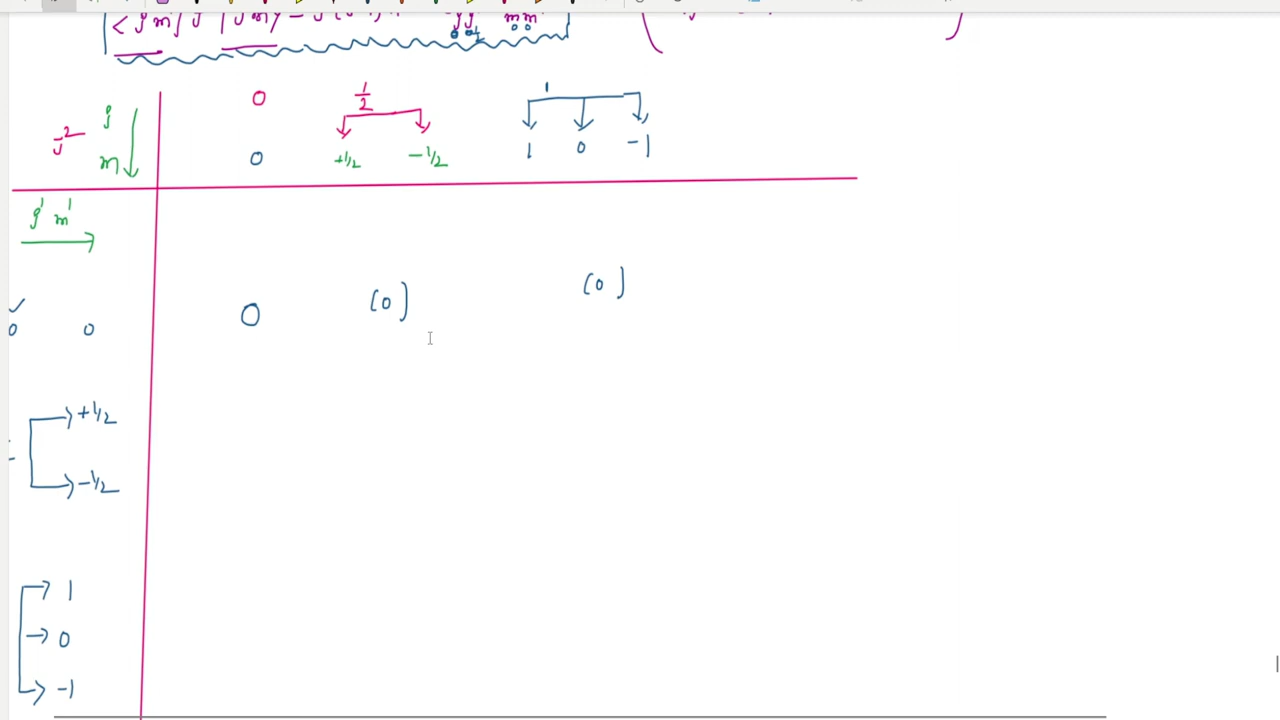 0 1/2 1
J² j
m 0 +1/2 -1/2 1 0 -1
j' m'
(0) (0)
0 0 0
+1/2
-1/2
1
0
-1